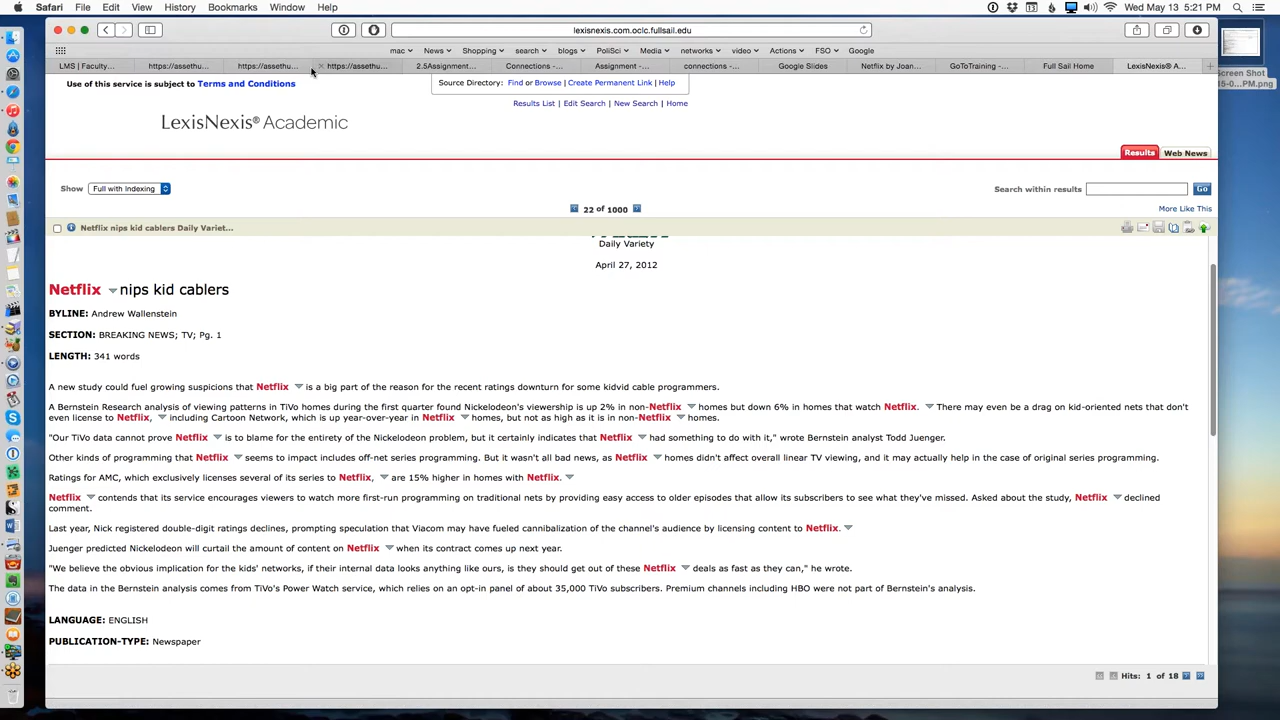 Safari File Edit View History Bookmarks Window Help Wed May 13 5:21 PM
lexisnexis.com.oclc.fullsail.edu
mac News Shopping search blogs PoliSci Media networks video Actions FSO Google
LMS | Faculty... https://assethu... https://assethu... https://assethu... 2.5Assignment... Connections -... Assignment -... connections -... Google Slides Netflix by Joan... GoToTraining -... Full Sail Home LexisNexis® A...
Screen Shot
15-0...PM.png
Use of this service is subject to Terms and Conditions
Source Directory: Find or Browse | Create Permanent Link | Help
Results List | Edit Search | New Search | Home
LexisNexis® Academic
Results Web News
Show Full with Indexing Search within results Go
22 of 1000 More Like This
Netflix nips kid cablers Daily Variet...
Daily Variety
April 27, 2012
Netflix nips kid cablers
BYLINE: Andrew Wallenstein
SECTION: BREAKING NEWS; TV; Pg. 1
LENGTH: 341 words
A new study could fuel growing suspicions that Netflix is a big part of the reason for the recent ratings downturn for some kidvid cable programmers.
A Bernstein Research analysis of viewing patterns in TiVo homes during the first quarter found Nickelodeon's viewership is up 2% in non-Netflix homes but down 6% in homes that watch Netflix. There may even be a drag on kid-oriented nets that don't
even license to Netflix, including Cartoon Network, which is up year-over-year in Netflix homes, but not as high as it is in non-Netflix homes.
"Our TiVo data cannot prove Netflix is to blame for the entirety of the Nickelodeon problem, but it certainly indicates that Netflix had something to do with it," wrote Bernstein analyst Todd Juenger.
Other kinds of programming that Netflix seems to impact includes off-net series programming. But it wasn't all bad news, as Netflix homes didn't affect overall linear TV viewing, and it may actually help in the case of original series programming.
Ratings for AMC, which exclusively licenses several of its series to Netflix, are 15% higher in homes with Netflix.
Netflix contends that its service encourages viewers to watch more first-run programming on traditional nets by providing easy access to older episodes that allow its subscribers to see what they've missed. Asked about the study, Netflix declined
comment.
Last year, Nick registered double-digit ratings declines, prompting speculation that Viacom may have fueled cannibalization of the channel's audience by licensing content to Netflix.
Juenger predicted Nickelodeon will curtail the amount of content on Netflix when its contract comes up next year.
"We believe the obvious implication for the kids' networks, if their internal data looks anything like ours, is they should get out of these Netflix deals as fast as they can," he wrote.
The data in the Bernstein analysis comes from TiVo's Power Watch service, which relies on an opt-in panel of about 35,000 TiVo subscribers. Premium channels including HBO were not part of Bernstein's analysis.
LANGUAGE: ENGLISH
PUBLICATION-TYPE: Newspaper
Hits: 1 of 18